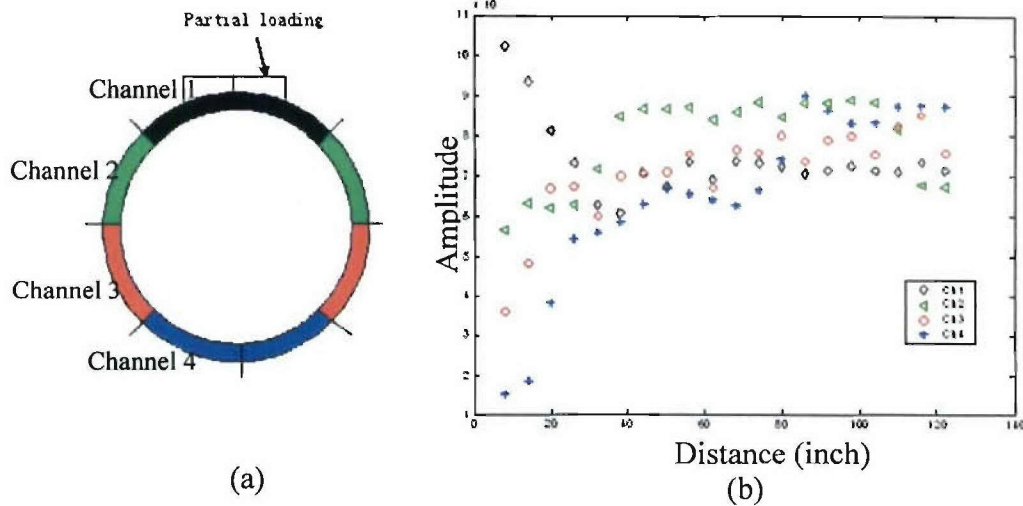 Partial loading
Channel 1
Channel 2
Channel 3
Channel 4
(a)
11
10
9
8
7
6
5
4
3
2
1
Amplitude
0 20 40 60 80 100 120 140
Distance (inch)
Ch1
Ch2
Ch3
Ch4
(b)